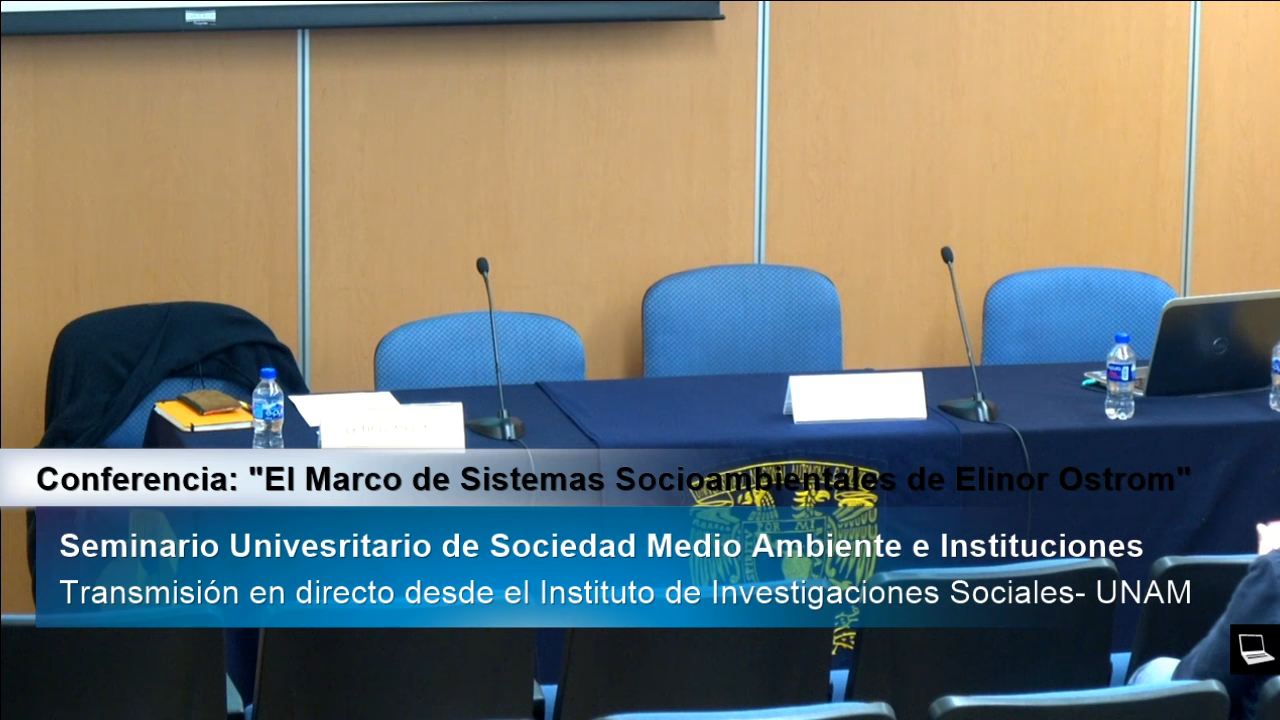 Conferencia: "El Marco de Sistemas Socioambientales de Elinor Ostrom"
Seminario Univesritario de Sociedad Medio Ambiente e Instituciones
Transmisión en directo desde el Instituto de Investigaciones Sociales- UNAM